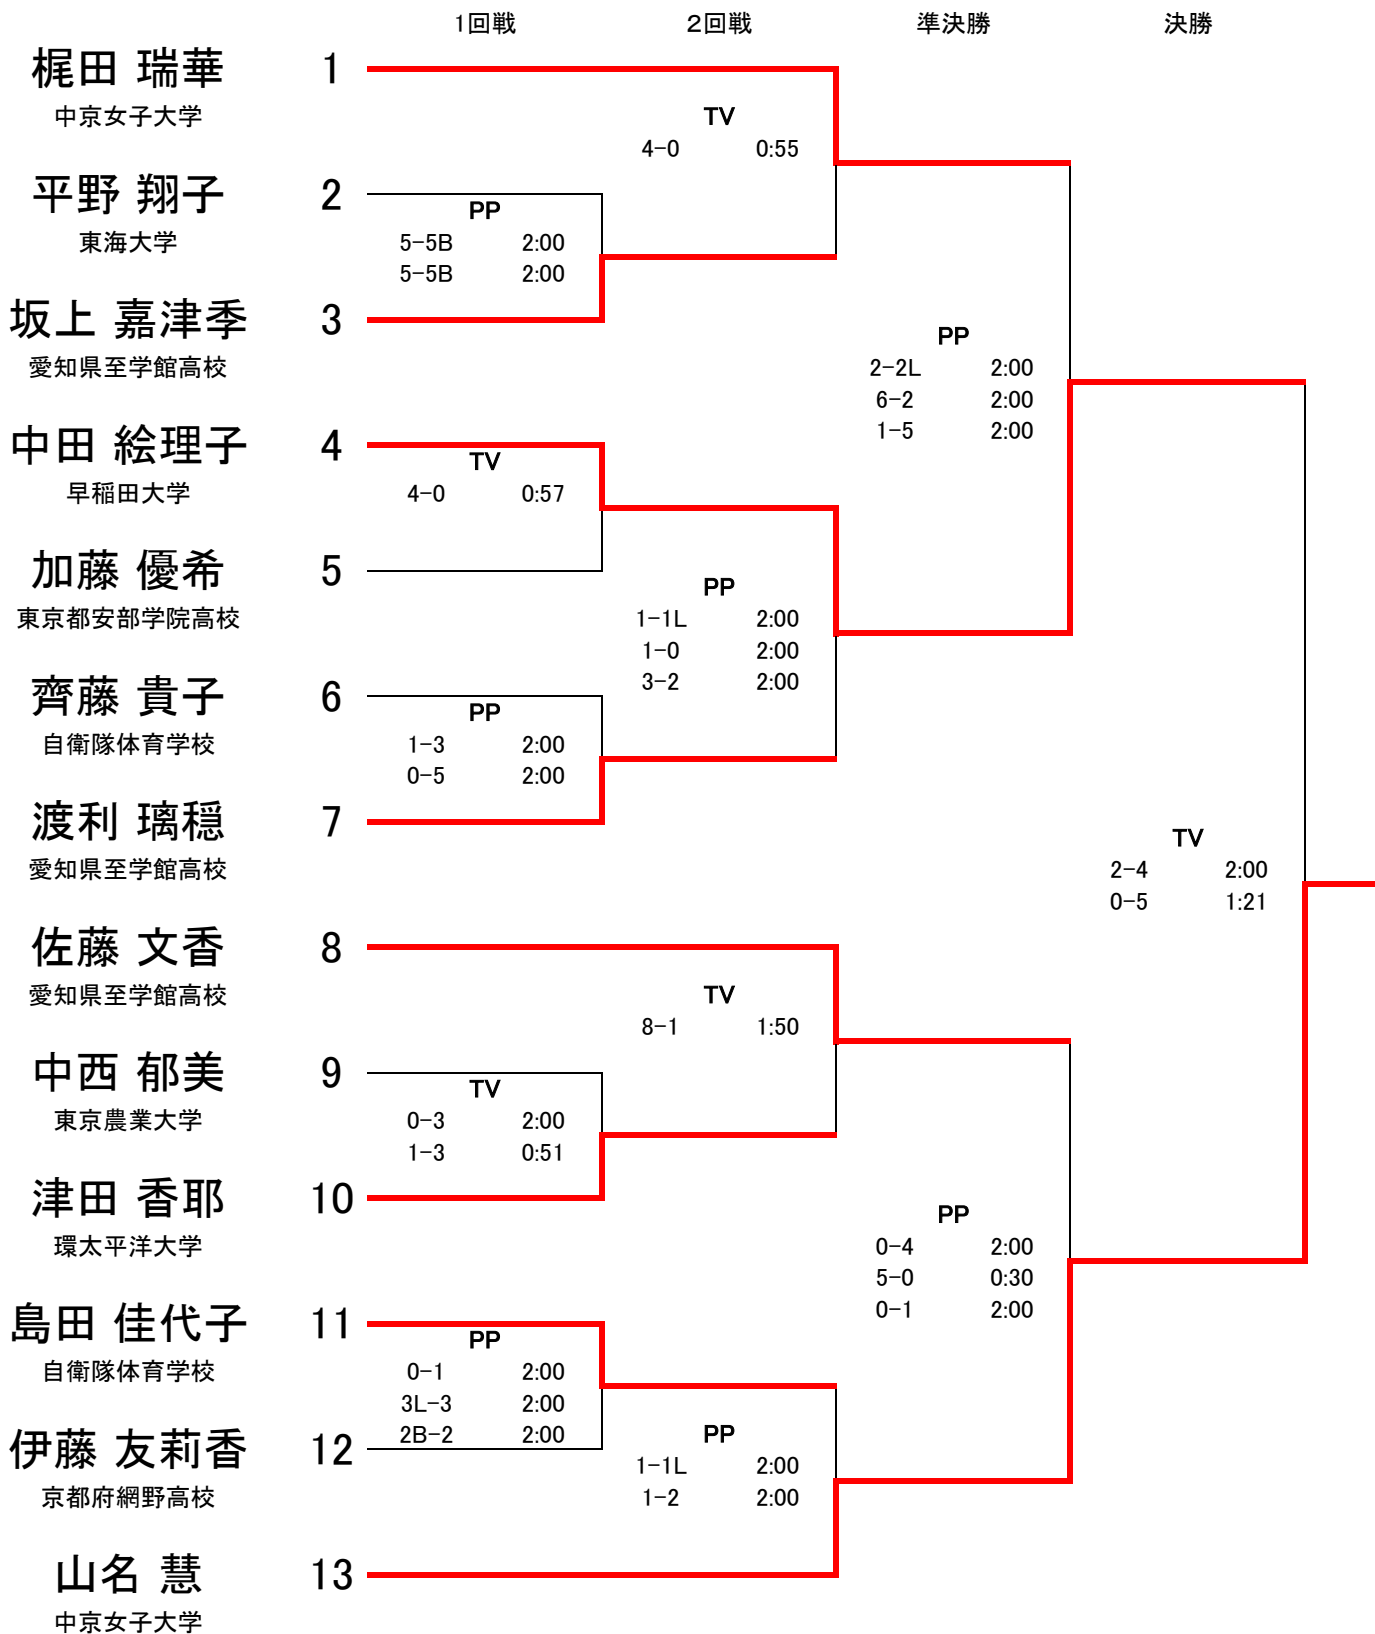 1回戦 2回戦 準決勝 決勝
梶田 瑞華 1
中京女子大学
TV
4-0 0:55
平野 翔子 2
東海大学
PP
5-5B 2:00
5-5B 2:00
坂上 嘉津季 3
愛知県至学館高校
PP
2-2L 2:00
6-2 2:00
1-5 2:00
中田 絵理子 4
早稲田大学
TV
4-0 0:57
加藤 優希 5
東京都安部学院高校
PP
1-1L 2:00
1-0 2:00
3-2 2:00
齊藤 貴子 6
自衛隊体育学校
PP
1-3 2:00
0-5 2:00
渡利 璃穏 7
愛知県至学館高校
TV
2-4 2:00
0-5 1:21
佐藤 文香 8
愛知県至学館高校
TV
8-1 1:50
中西 郁美 9
東京農業大学
TV
0-3 2:00
1-3 0:51
津田 香耶 10
環太平洋大学
PP
0-4 2:00
5-0 0:30
0-1 2:00
島田 佳代子 11
自衛隊体育学校
PP
0-1 2:00
3L-3 2:00
2B-2 2:00
伊藤 友莉香 12
京都府網野高校
PP
1-1L 2:00
1-2 2:00
山名 慧 13
中京女子大学